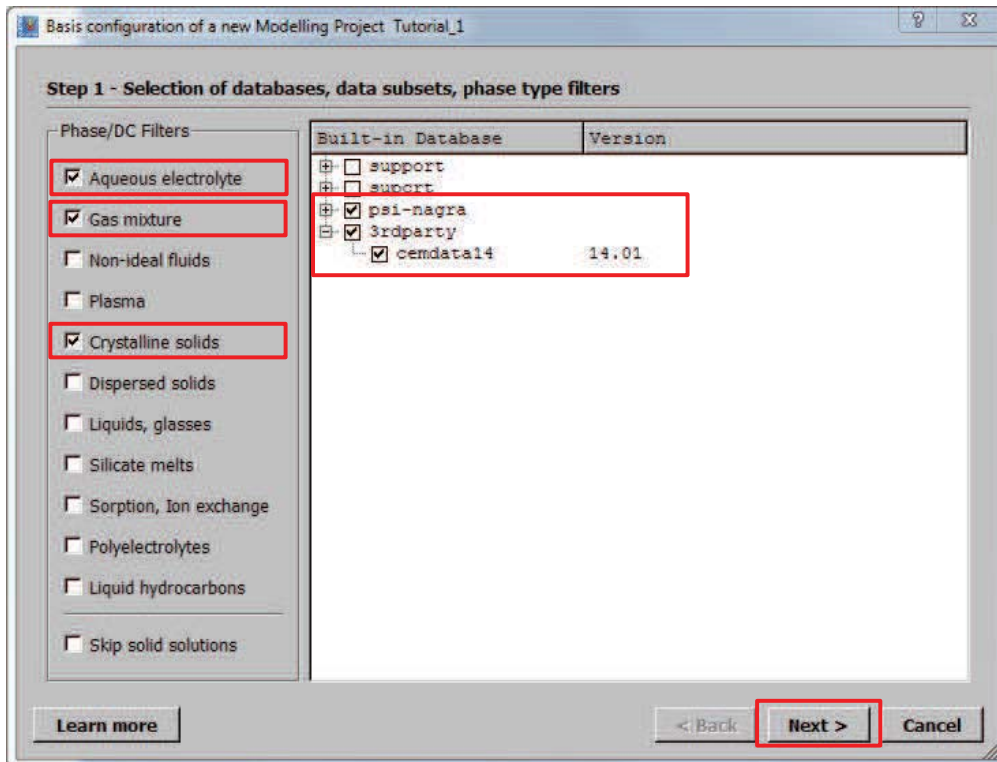 Basis configuration of a new Modelling Project Tutorial_1
Step 1 - Selection of databases, data subsets, phase type filters
Phase/DC Filters
Aqueous electrolyte
Gas mixture
Non-ideal fluids
Plasma
Crystalline solids
Dispersed solids
Liquids, glasses
Silicate melts
Sorption, Ion exchange
Polyelectrolytes
Liquid hydrocarbons
Skip solid solutions
Built-in Database Version
support
suport
psi-nagra
3rdparty
cemdata14 14.01
Learn more
< Back
Next >
Cancel